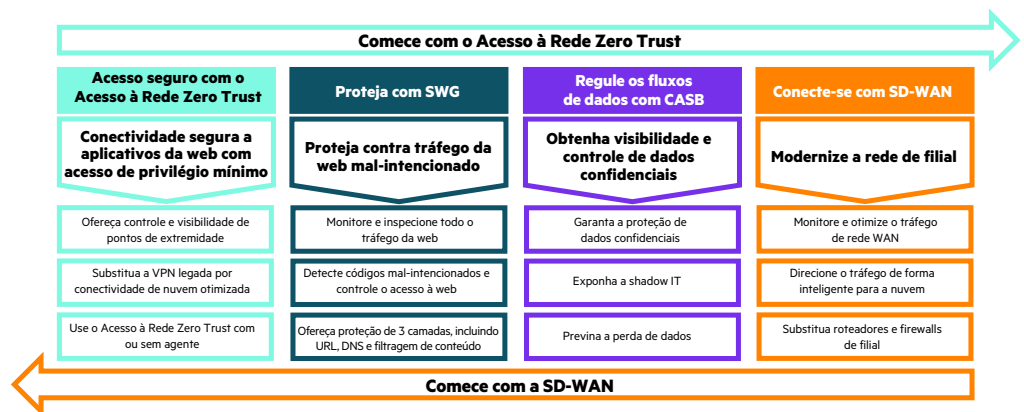 Comece com o Acesso à Rede Zero Trust
Acesso seguro com o
Acesso à Rede Zero Trust
Conectividade segura a
aplicativos da web com
acesso de privilégio mínimo
Ofereça controle e visibilidade de
pontos de extremidade
Substitua a VPN legada por
conectividade de nuvem otimizada
Use o Acesso à Rede Zero Trust com
ou sem agente
Proteja com SWG
Proteja contra tráfego da
web mal-intencionado
Monitore e inspecione todo o
tráfego da web
Detecte códigos mal-intencionados e
controle o acesso à web
Ofereça proteção de 3 camadas, incluindo
URL, DNS e filtragem de conteúdo
Regule os fluxos
de dados com CASB
Obtenha visibilidade e
controle de dados
confidenciais
Garanta a proteção de
dados confidenciais
Exponha a shadow IT
Previna a perda de dados
Conecte-se com SD-WAN
Modernize a rede de filial
Monitore e otimize o tráfego
de rede WAN
Direcione o tráfego de forma
inteligente para a nuvem
Substitua roteadores e firewalls
de filial
Comece com a SD-WAN